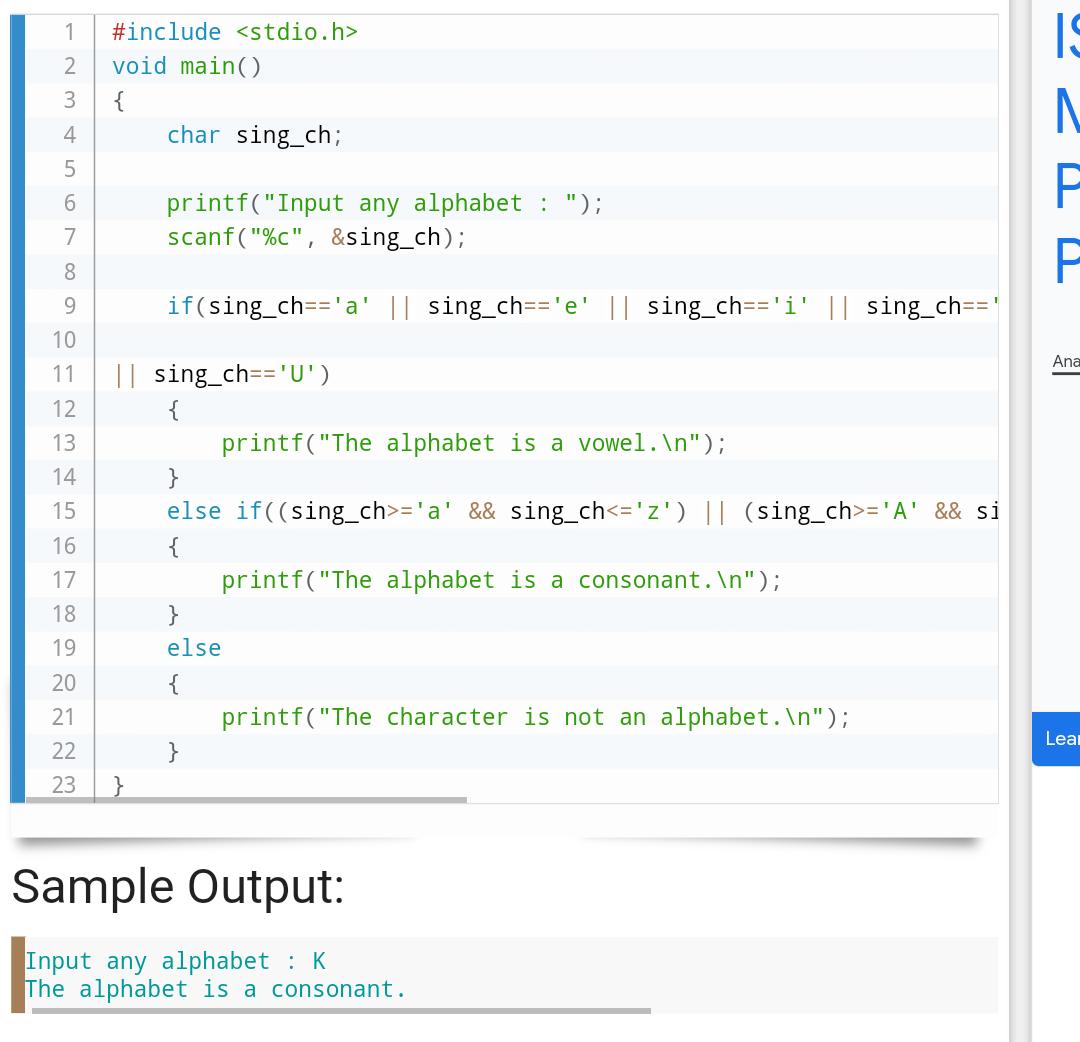 1 #include <stdio.h>
2 void main()
3 {
4     char sing_ch;
5
6     printf("Input any alphabet : ");
7     scanf("%c", &sing_ch);
8
9     if(sing_ch=='a' || sing_ch=='e' || sing_ch=='i' || sing_ch=='
10
11 || sing_ch=='U')
12     {
13         printf("The alphabet is a vowel.\n");
14     }
15     else if((sing_ch>='a' && sing_ch<='z') || (sing_ch>='A' && si
16     {
17         printf("The alphabet is a consonant.\n");
18     }
19     else
20     {
21         printf("The character is not an alphabet.\n");
22     }
23 }
Sample Output:
Input any alphabet : K
The alphabet is a consonant.
IS
M
P
P
Ana
Lear